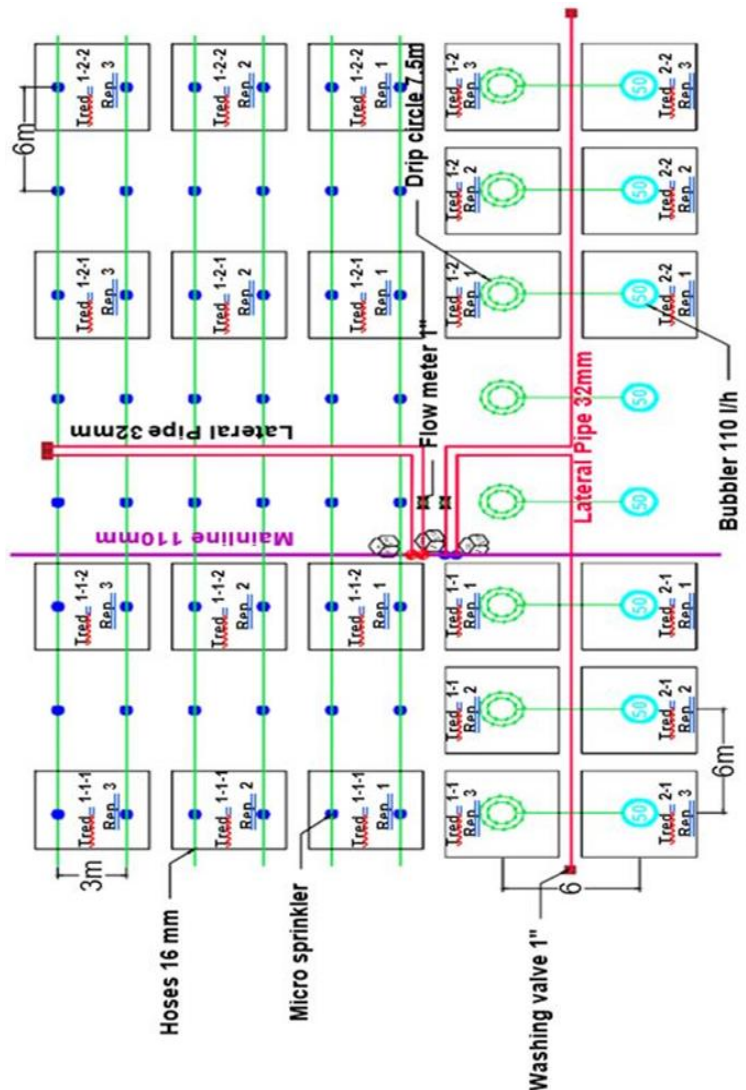 6m
Tred 1-2-2
Rep 3
Tred 1-2-2
Rep 2
Tred 1-2-2
Rep 1
Tred 1-2
Rep 3
50
Tred 2-2
Rep 3
Drip circle 7.5m
Tred 1-2
Rep 2
50
Tred 2-2
Rep 2
Tred 1-2-1
Rep 3
Tred 1-2-1
Rep 2
Tred 1-2-1
Rep 1
Tred 1-2
Rep 1
50
Tred 2-2
Rep 1
Flow meter 1"
50
Lateral Pipe 32mm
Lateral Pipe 32mm
Bubbler 110 l/h
50
Mainline 110mm
Tred 1-1-2
Rep 3
Tred 1-1-2
Rep 2
Tred 1-1-2
Rep 1
Tred 1-1
Rep 1
50
Tred 2-1
Rep 1
Tred 1-1
Rep 2
50
Tred 2-1
Rep 2
6m
Tred 1-1-1
Rep 3
Tred 1-1-1
Rep 2
Tred 1-1-1
Rep 1
Tred 1-1
Rep 3
50
Tred 2-1
Rep 3
3m
6
Hoses 16 mm
Micro sprinkler
Washing valve 1"